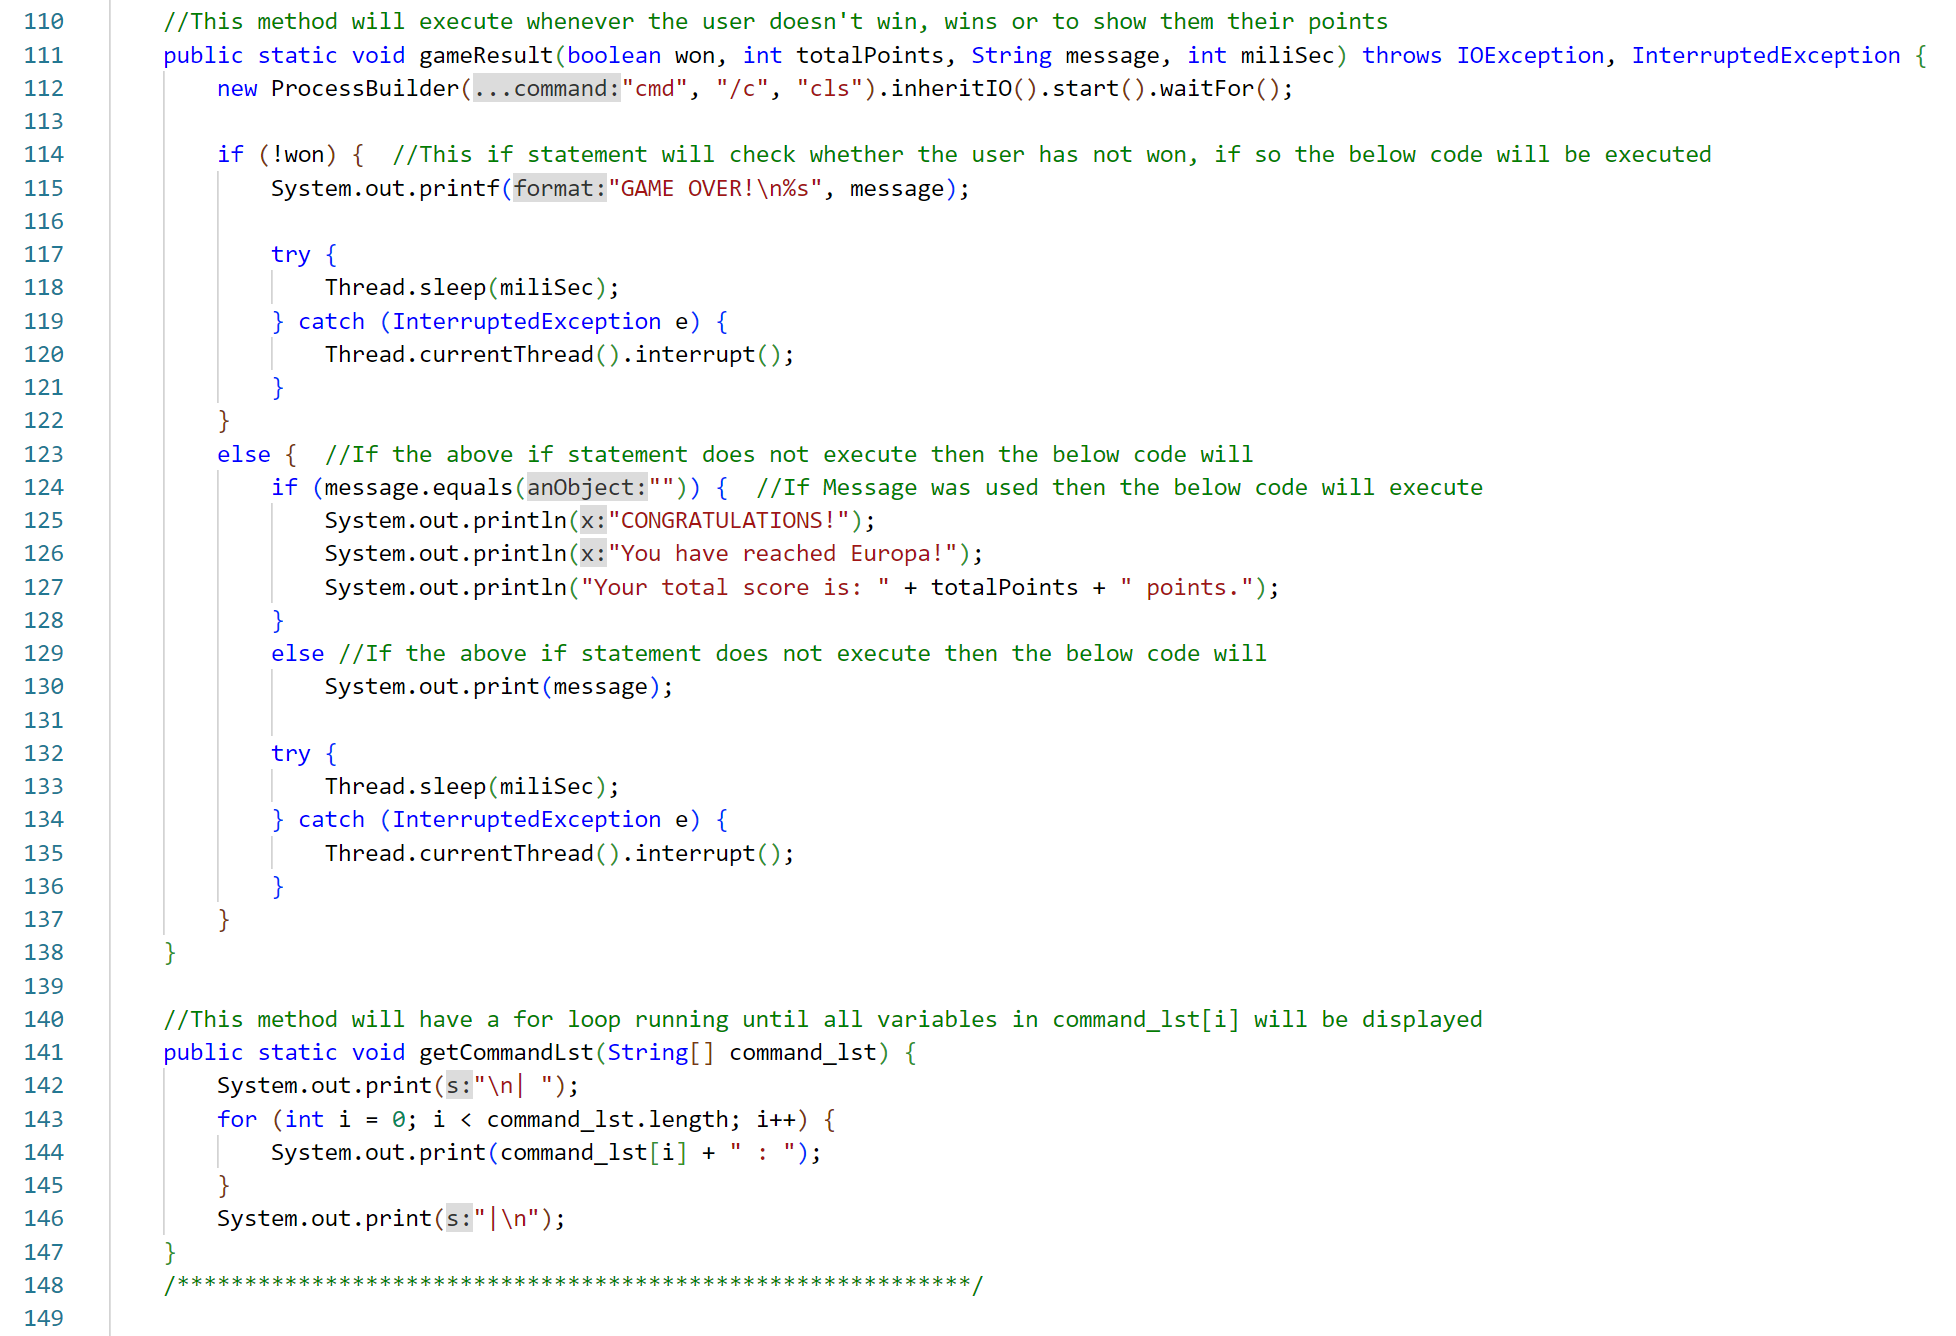 110 //This method will execute whenever the user doesn't win, wins or to show them their points
111 public static void gameResult(boolean won, int totalPoints, String message, int miliSec) throws IOException, InterruptedException {
112 new ProcessBuilder(...command:"cmd", "/c", "cls").inheritIO().start().waitFor();
113
114 if (!won) { //This if statement will check whether the user has not won, if so the below code will be executed
115 System.out.printf(format:"GAME OVER!\n%s", message);
116
117 try {
118 Thread.sleep(miliSec);
119 } catch (InterruptedException e) {
120 Thread.currentThread().interrupt();
121 }
122 }
123 else { //If the above if statement does not execute then the below code will
124 if (message.equals(anObject:"")) { //If Message was used then the below code will execute
125 System.out.println(x:"CONGRATULATIONS!");
126 System.out.println(x:"You have reached Europa!");
127 System.out.println("Your total score is: " + totalPoints + " points.");
128 }
129 else //If the above if statement does not execute then the below code will
130 System.out.print(message);
131
132 try {
133 Thread.sleep(miliSec);
134 } catch (InterruptedException e) {
135 Thread.currentThread().interrupt();
136 }
137 }
138 }
139
140 //This method will have a for loop running until all variables in command_lst[i] will be displayed
141 public static void getCommandLst(String[] command_lst) {
142 System.out.print(s:"\n| ");
143 for (int i = 0; i < command_lst.length; i++) {
144 System.out.print(command_lst[i] + " : ");
145 }
146 System.out.print(s:"|\n");
147 }
148 /***********************************************************/
149